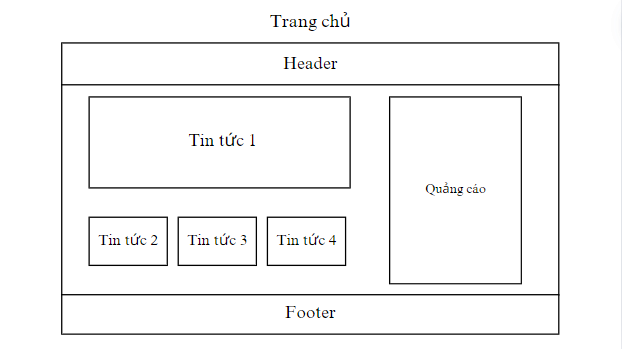 Trang chủ
Header
Tin tức 1
Quảng cáo
Tin tức 2
Tin tức 3
Tin tức 4
Footer